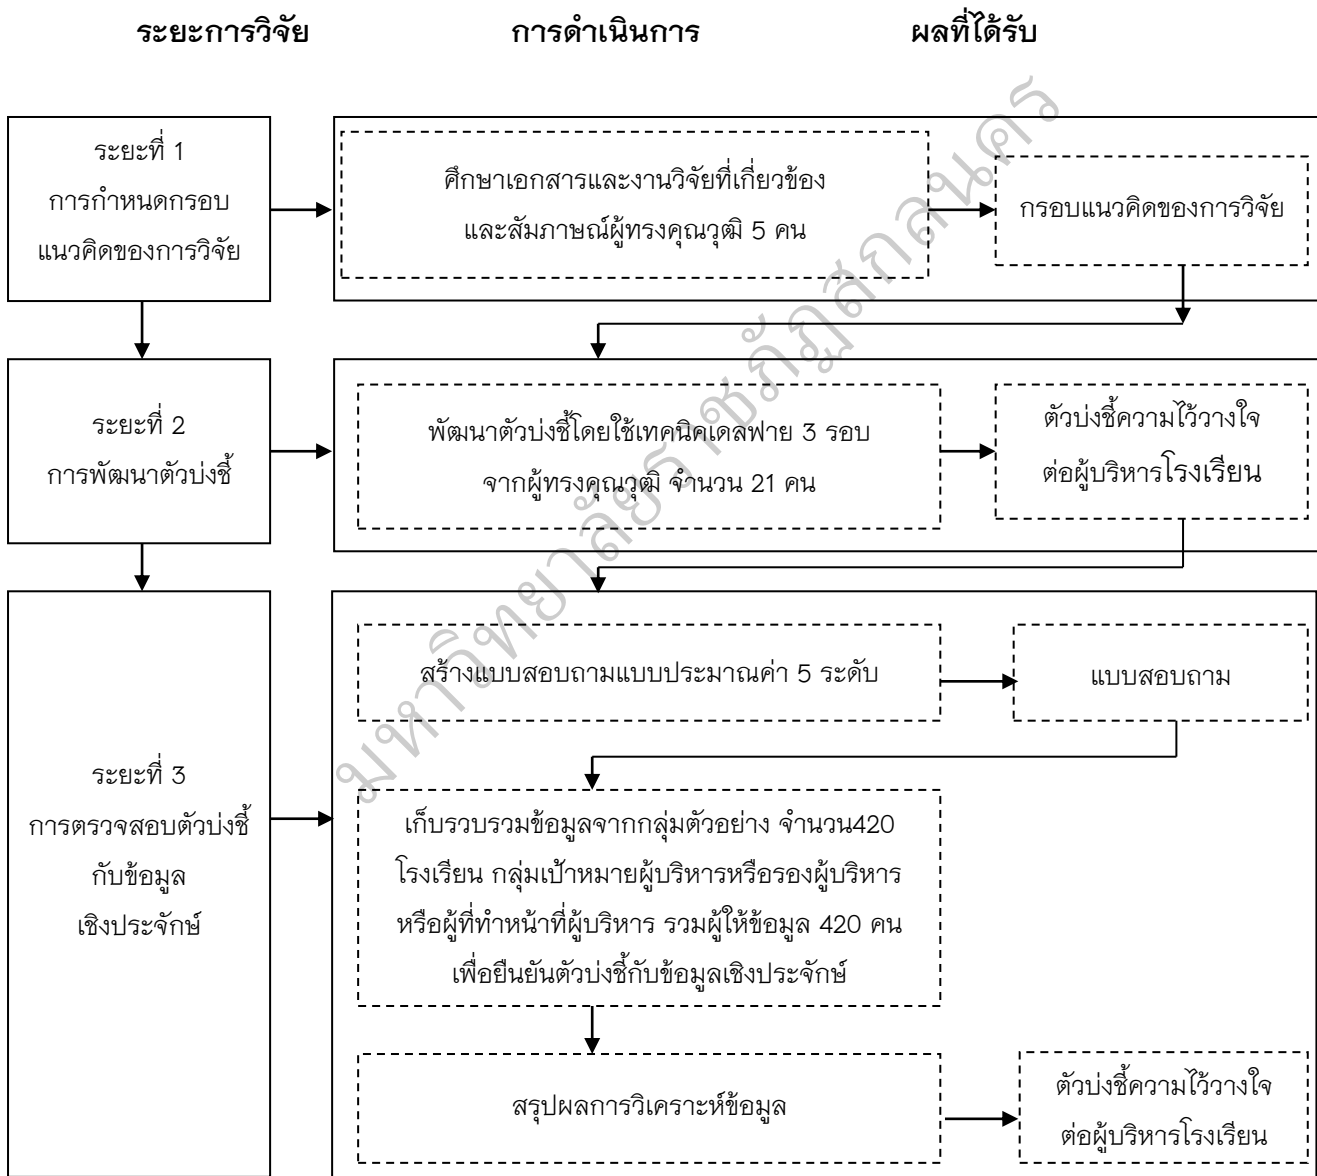 ระยะการวิจัย การดำเนินการ ผลที่ได้รับ
ระยะที่ 1
การกำหนดกรอบ
แนวคิดของการวิจัย
ศึกษาเอกสารและงานวิจัยที่เกี่ยวข้อง
และสัมภาษณ์ผู้ทรงคุณวุฒิ 5 คน
กรอบแนวคิดของการวิจัย
ระยะที่ 2
การพัฒนาตัวบ่งชี้
พัฒนาตัวบ่งชี้โดยใช้เทคนิคเดลฟาย 3 รอบ
จากผู้ทรงคุณวุฒิ จำนวน 21 คน
ตัวบ่งชี้ความไว้วางใจ
ต่อผู้บริหารโรงเรียน
ระยะที่ 3
การตรวจสอบตัวบ่งชี้
กับข้อมูล
เชิงประจักษ์
สร้างแบบสอบถามแบบประมาณค่า 5 ระดับ
แบบสอบถาม
เก็บรวบรวมข้อมูลจากกลุ่มตัวอย่าง จำนวน420
โรงเรียน กลุ่มเป้าหมายผู้บริหารหรือรองผู้บริหาร
หรือผู้ที่ทำหน้าที่ผู้บริหาร รวมผู้ให้ข้อมูล 420 คน
เพื่อยืนยันตัวบ่งชี้กับข้อมูลเชิงประจักษ์
สรุปผลการวิเคราะห์ข้อมูล
ตัวบ่งชี้ความไว้วางใจ
ต่อผู้บริหารโรงเรียน
มหาวิทยาลัยราชภัฏสกลนคร